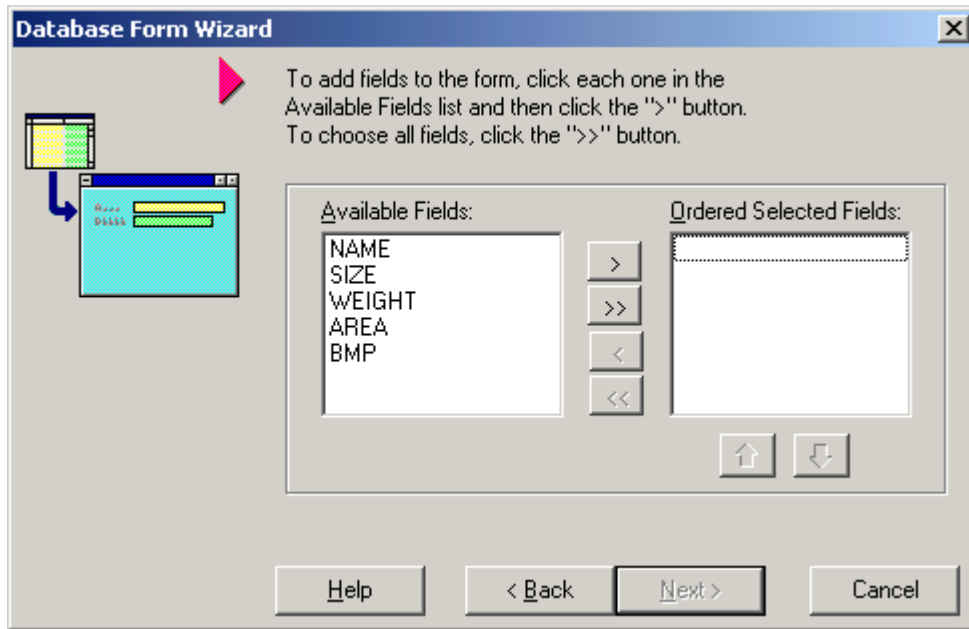 Database Form Wizard
To add fields to the form, click each one in the
Available Fields list and then click the ">" button.
To choose all fields, click the ">>" button.
Available Fields:
Ordered Selected Fields:
NAME
SIZE
WEIGHT
AREA
BMP
>
>>
<
<<
Help
< Back
Next >
Cancel